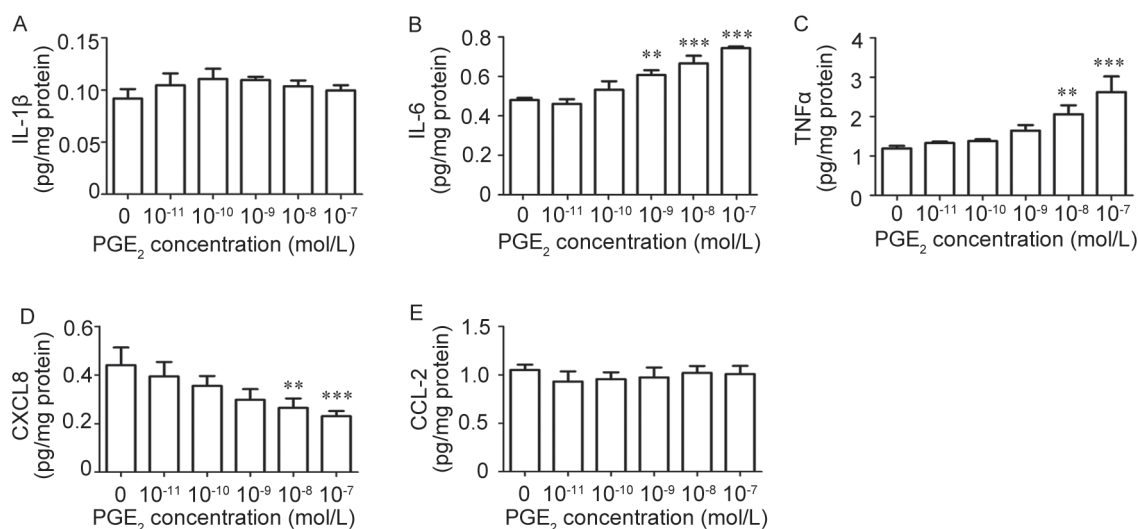 A
IL-1β
(pg/mg protein)
0.15
0.10
0.05
0
0 10⁻¹¹ 10⁻¹⁰ 10⁻⁹ 10⁻⁸ 10⁻⁷
PGE₂ concentration (mol/L)
B
IL-6
(pg/mg protein)
0.8
0.6
0.4
0.2
0
** *** ***
0 10⁻¹¹ 10⁻¹⁰ 10⁻⁹ 10⁻⁸ 10⁻⁷
PGE₂ concentration (mol/L)
C
TNFα
(pg/mg protein)
4
3
2
1
0
** ***
0 10⁻¹¹ 10⁻¹⁰ 10⁻⁹ 10⁻⁸ 10⁻⁷
PGE₂ concentration (mol/L)
D
CXCL8
(pg/mg protein)
0.6
0.4
0.2
0
** ***
0 10⁻¹¹ 10⁻¹⁰ 10⁻⁹ 10⁻⁸ 10⁻⁷
PGE₂ concentration (mol/L)
E
CCL-2
(pg/mg protein)
1.5
1.0
0.5
0
0 10⁻¹¹ 10⁻¹⁰ 10⁻⁹ 10⁻⁸ 10⁻⁷
PGE₂ concentration (mol/L)